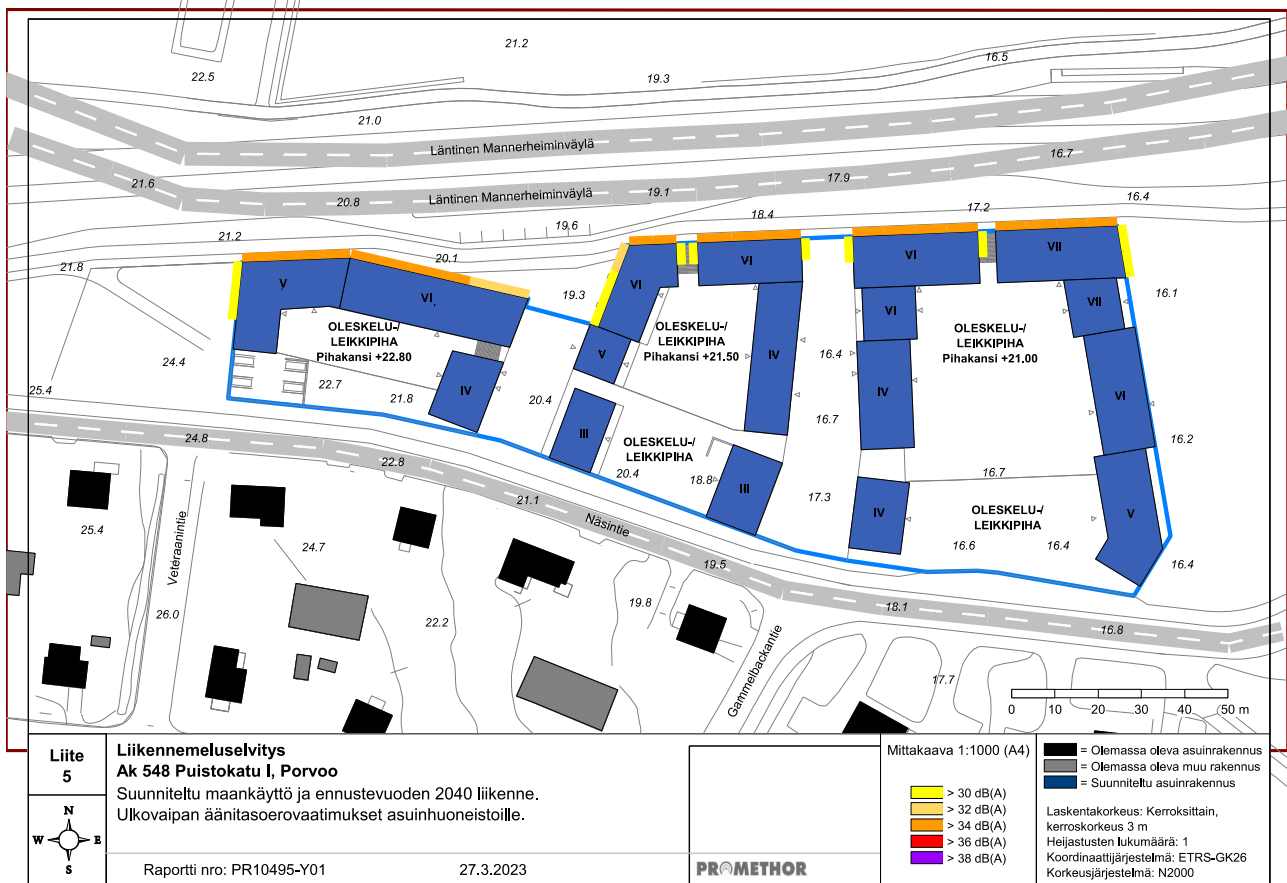 21.2
22.5
19.3
16.5
21.0
Läntinen Mannerheiminväylä
16.7
21.6
Läntinen Mannerheiminväylä
19.1
17.9
20.8
16.4
18.4
17.2
19.6
21.2
20.1
21.8
19.3
16.1
V
VI
VI
VI
VI
VII
VI
VII
OLESKELU-/
LEIKKIPIHA
Pihakansi +22.80
OLESKELU-/
LEIKKIPIHA
Pihakansi +21.50
OLESKELU-/
LEIKKIPIHA
Pihakansi +21.00
V
IV
16.4
24.4
25.4
22.7
21.8
IV
20.4
IV
VI
16.7
16.2
24.8
22.8
III
OLESKELU-/
LEIKKIPIHA
20.4
18.8
III
16.7
21.1
Näsintie
17.3
IV
OLESKELU-/
LEIKKIPIHA
V
25.4
Veteraanintie
24.7
16.6
16.4
16.4
19.5
26.0
22.2
19.8
18.1
16.8
Gammelbackantie
17.7
0 10 20 30 40 50 m
Liite
5
N
W E
S
Liikennemeluselvitys
Ak 548 Puistokatu I, Porvoo
Suunniteltu maankäyttö ja ennustevuoden 2040 liikenne.
Ulkovaipan äänitasoerovaatimukset asuinhuoneistoille.
Raportti nro: PR10495-Y01 27.3.2023
PROMETHOR
Mittakaava 1:1000 (A4)
> 30 dB(A)
> 32 dB(A)
> 34 dB(A)
> 36 dB(A)
> 38 dB(A)
= Olemassa oleva asuinrakennus
= Olemassa oleva muu rakennus
= Suunniteltu asuinrakennus
Laskentakorkeus: Kerroksittain,
kerroskorkeus 3 m
Heijastusten lukumäärä: 1
Koordinaattijärjestelmä: ETRS-GK26
Korkeusjärjestelmä: N2000